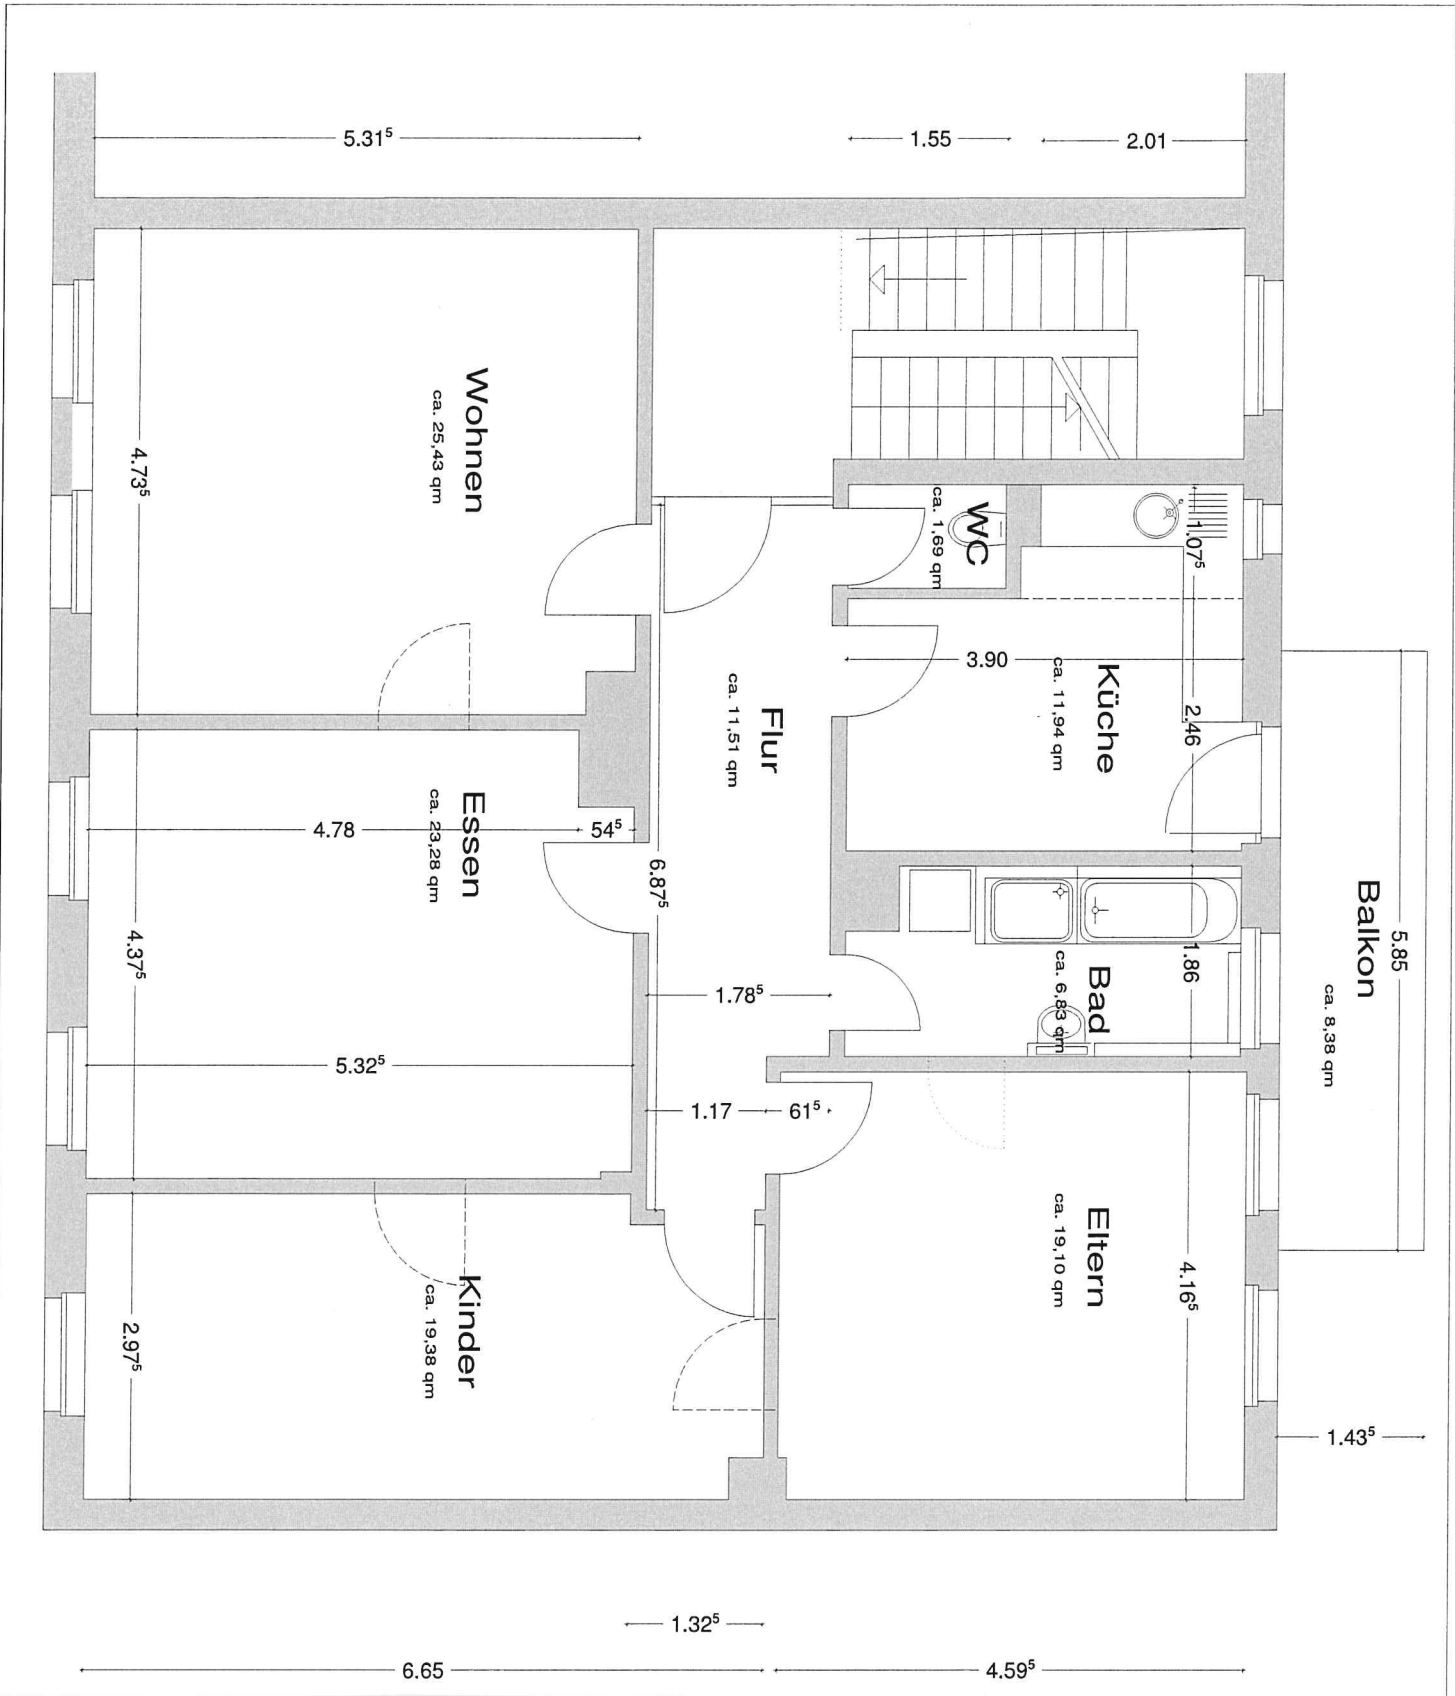 5.31⁵
1.55
2.01
Wohnen
ca. 25,43 qm
4.73⁵
WC
ca. 1,69 qm
1.07⁵
3.90
Küche
ca. 11,94 qm
2.46
Flur
ca. 11,51 qm
6.87⁵
Essen
ca. 23,28 qm
4.78
54⁵
4.37⁵
5.32⁵
1.78⁵
1.17
61⁵
Bad
ca. 6,83 qm
1.86
Balkon
ca. 8,38 qm
5.85
Eltern
ca. 19,10 qm
4.16⁵
Kinder
ca. 19,38 qm
2.97⁵
1.43⁵
1.32⁵
6.65
4.59⁵